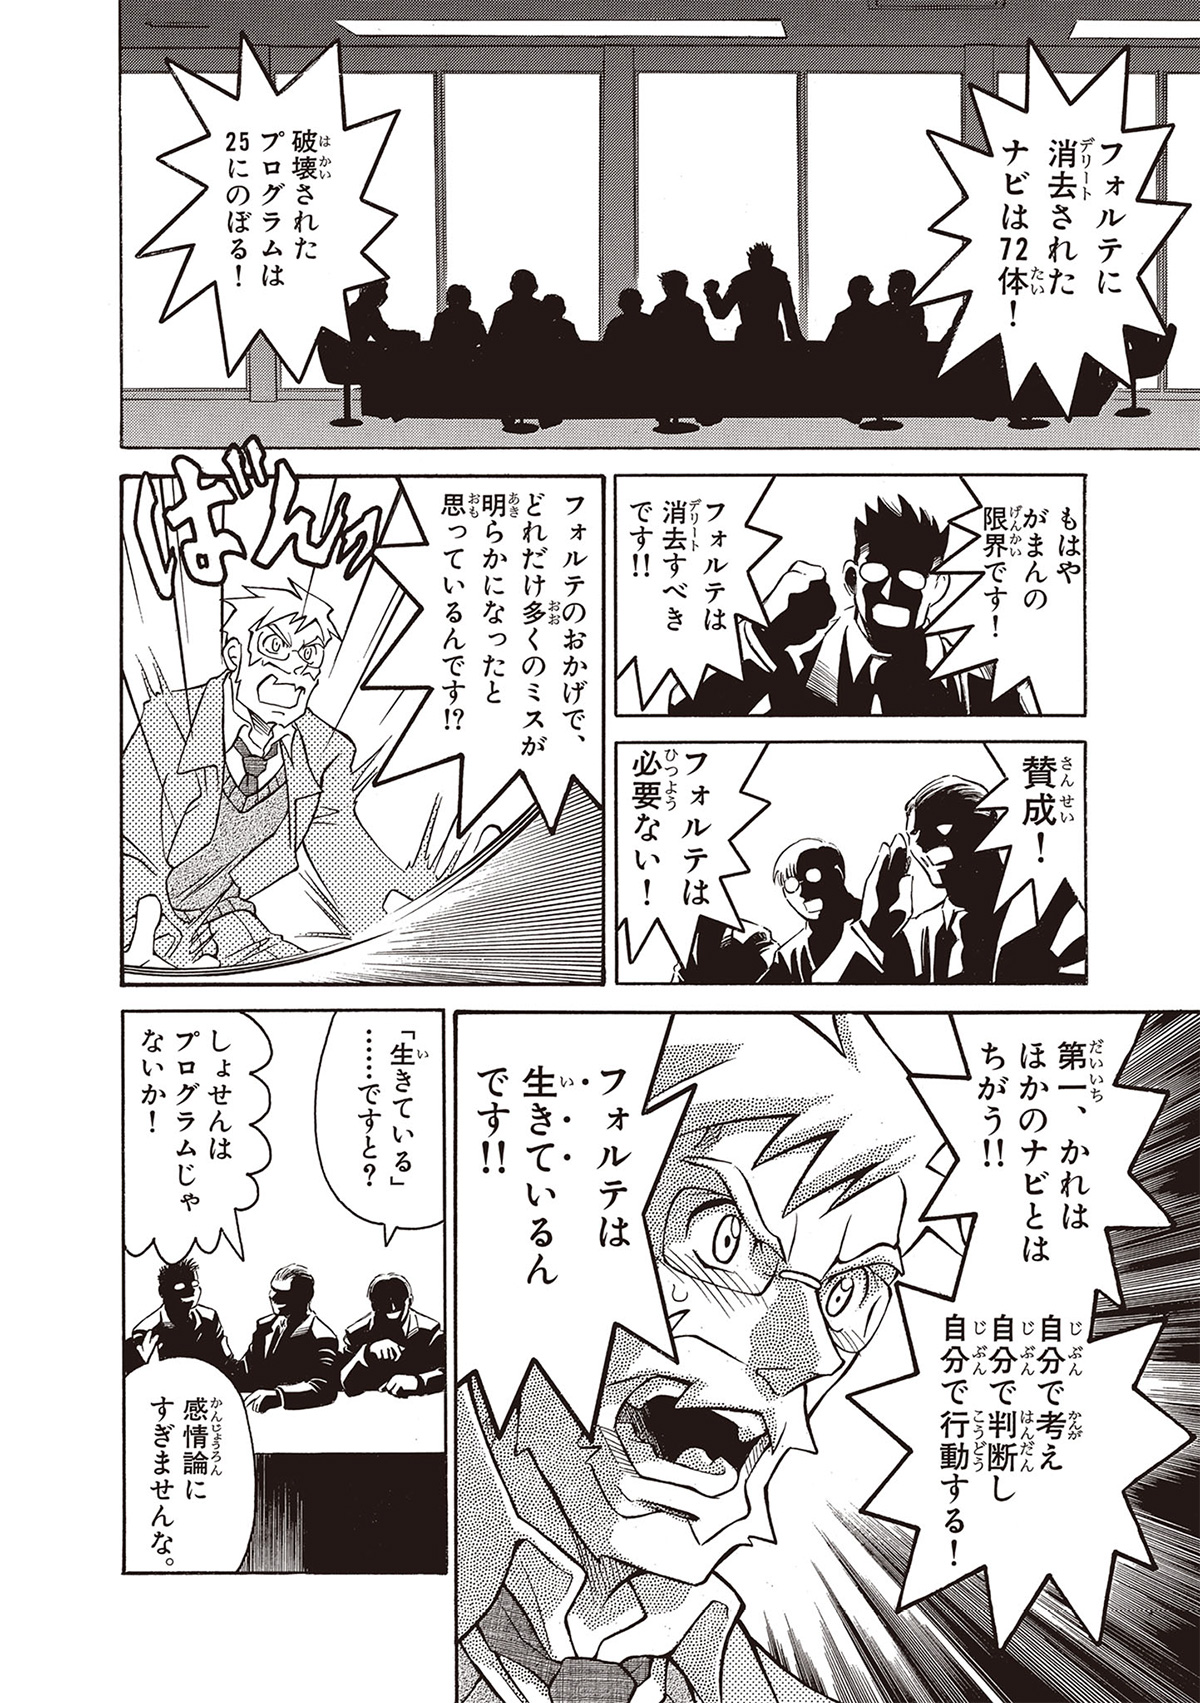 フォルテに
消去された
ナビは72体！
破壊された
プログラムは
25にのぼる！
もはや
がまんの
限界です！
フォルテは
消去すべき
です!!
賛成！
フォルテは
必要ない！
ばんっ
フォルテのおかげで、
どれだけ多くのミスが
明らかになったと
思っているんです!?
第一、かれは
ほかのナビとは
ちがう!!
自分で考え
自分で判断し
自分で行動する！
フォルテは
生きているん
です!!
「生きている」
……ですと？
しょせんは
プログラムじゃ
ないか！
感情論に
すぎませんな。